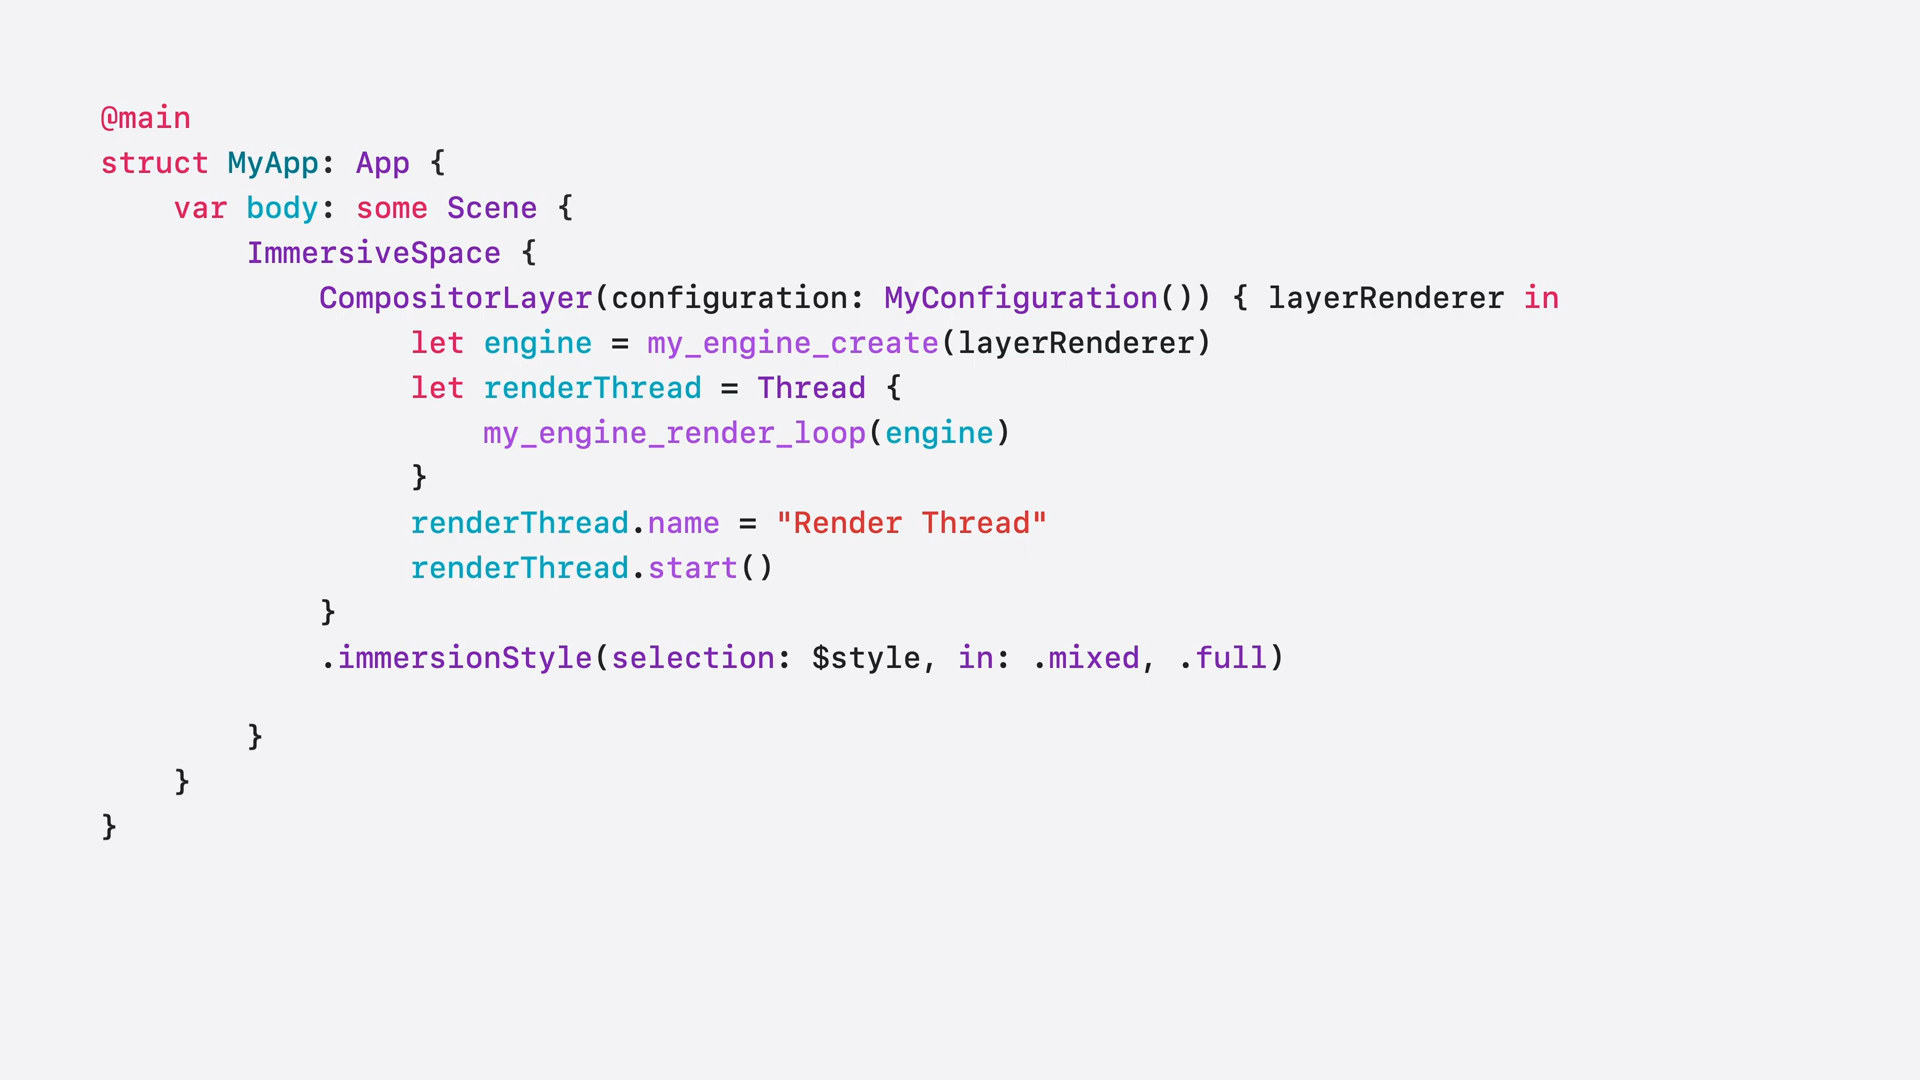 @main
struct MyApp: App {
    var body: some Scene {
        ImmersiveSpace {
            CompositorLayer(configuration: MyConfiguration()) { layerRenderer in
                 let engine = my_engine_create(layerRenderer)
                 let renderThread = Thread {
                     my_engine_render_loop(engine)
                 }
                 renderThread.name = "Render Thread"
                 renderThread.start()
            }
            .immersionStyle(selection: $style, in: .mixed, .full)
        }
    }
}